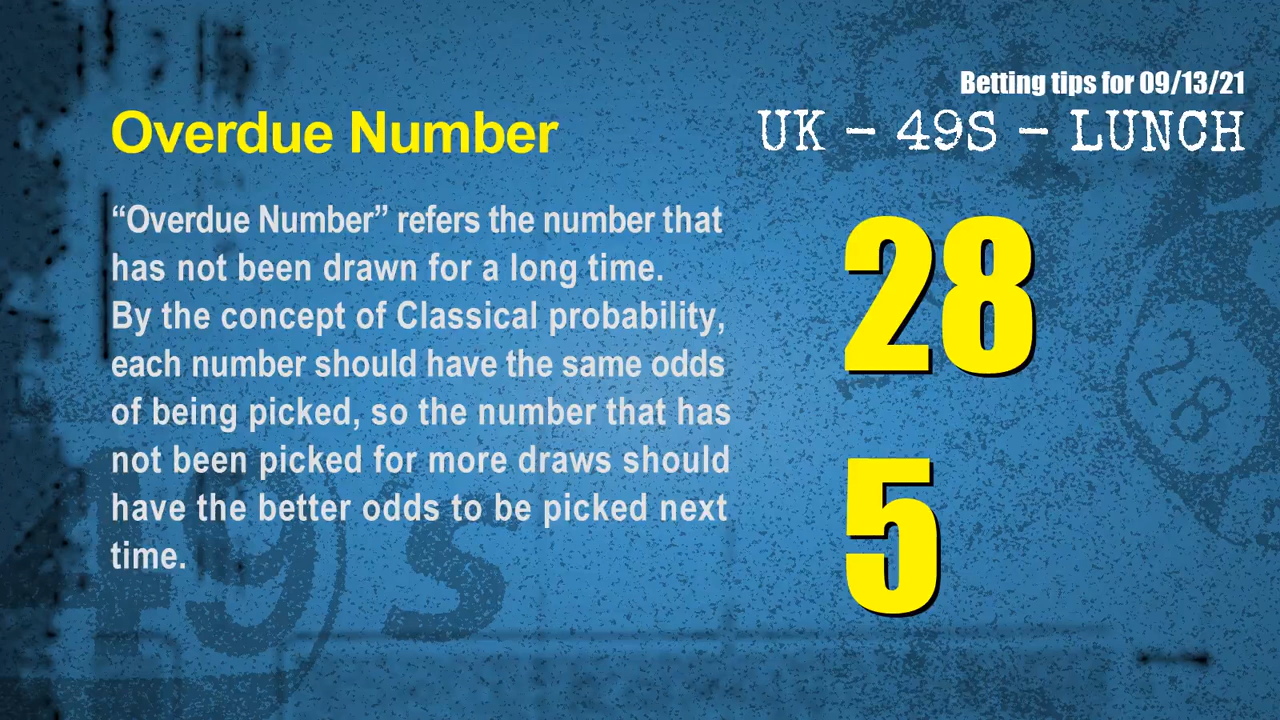 Betting tips for 09/13/21
UK - 49S - LUNCH
Overdue Number
“Overdue Number” refers the number that
has not been drawn for a long time.
By the concept of Classical probability,
each number should have the same odds
of being picked, so the number that has
not been picked for more draws should
have the better odds to be picked next
time.
28
5
28
49's